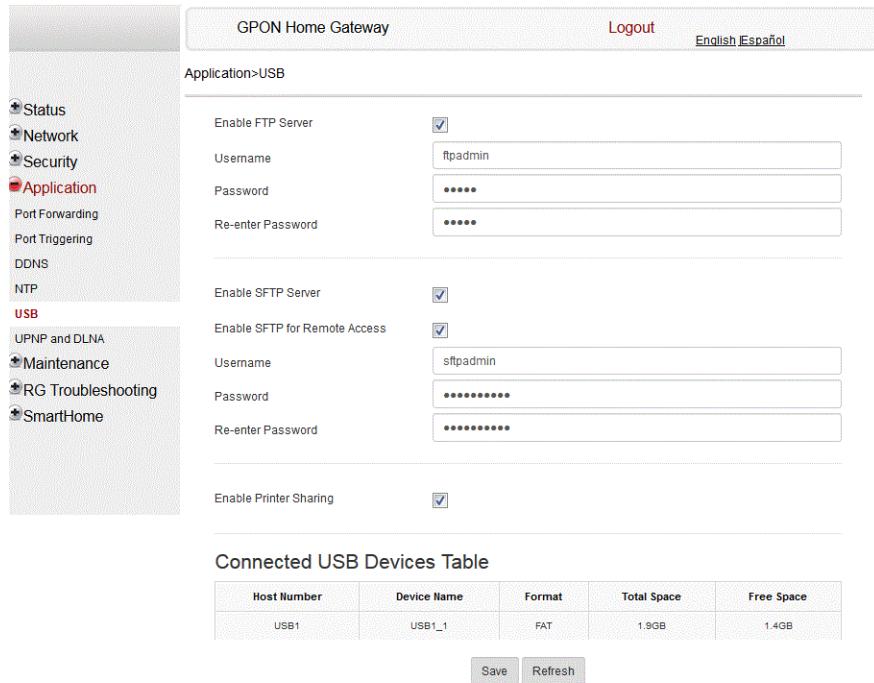 GPON Home Gateway
Logout
English |Español
Application>USB
Status
Network
Security
Application
Port Forwarding
Port Triggering
DDNS
NTP
USB
UPNP and DLNA
Maintenance
RG Troubleshooting
SmartHome
Enable FTP Server
Username ftpadmin
Password •••••
Re-enter Password •••••
Enable SFTP Server
Enable SFTP for Remote Access
Username sftpadmin
Password ••••••••••
Re-enter Password ••••••••••
Enable Printer Sharing
Connected USB Devices Table
Host Number Device Name Format Total Space Free Space
USB1 USB1_1 FAT 1.9GB 1.4GB
Save Refresh